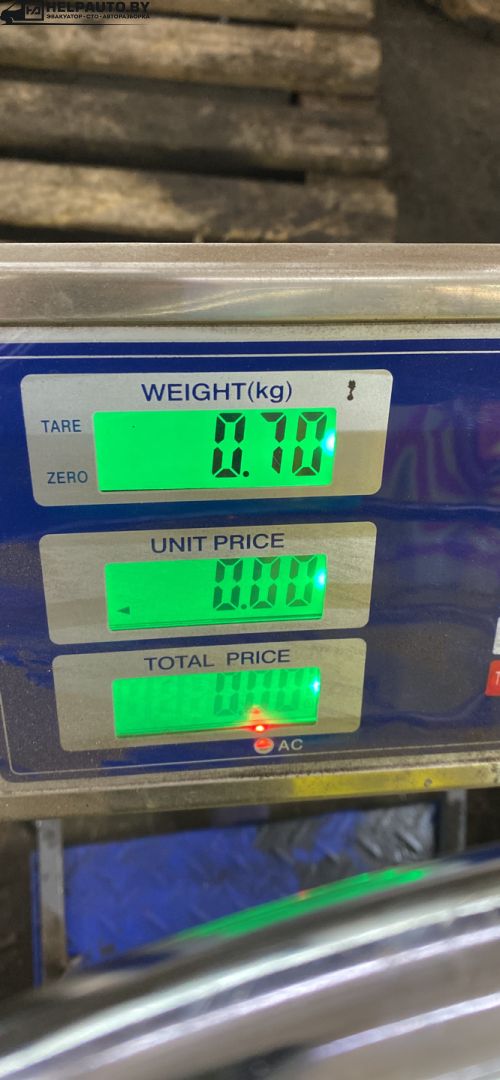 HELPAUTO.BY
ЭВАКУАТОР · СТО · АВТОРАЗБОРКА
WEIGHT(kg)
TARE
0.70
ZERO
UNIT PRICE
0.00
TOTAL PRICE
0.00
AC